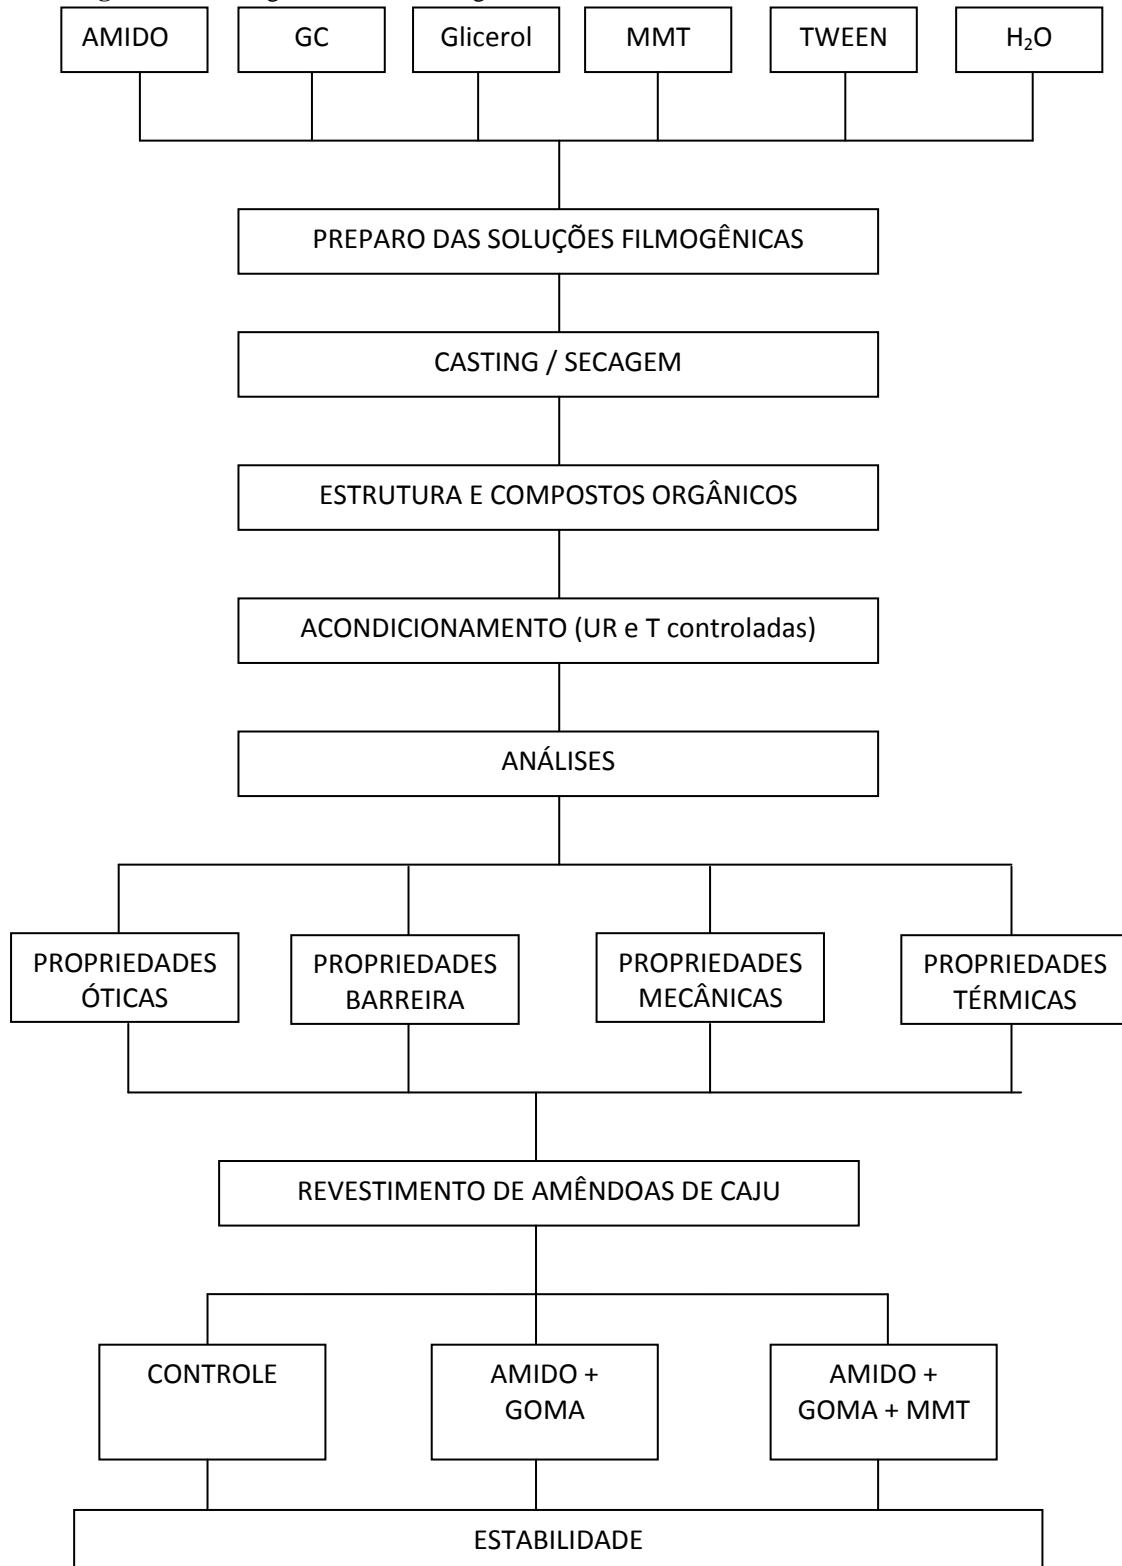 AMIDO
GC
Glicerol
MMT
TWEEN
H₂O
PREPARO DAS SOLUÇÕES FILMOGÊNICAS
CASTING / SECAGEM
ESTRUTURA E COMPOSTOS ORGÂNICOS
ACONDICIONAMENTO (UR e T controladas)
ANÁLISES
PROPRIEDADES
ÓTICAS
PROPRIEDADES
BARREIRA
PROPRIEDADES
MECÂNICAS
PROPRIEDADES
TÉRMICAS
REVESTIMENTO DE AMÊNDOAS DE CAJU
CONTROLE
AMIDO +
GOMA
AMIDO +
GOMA + MMT
ESTABILIDADE